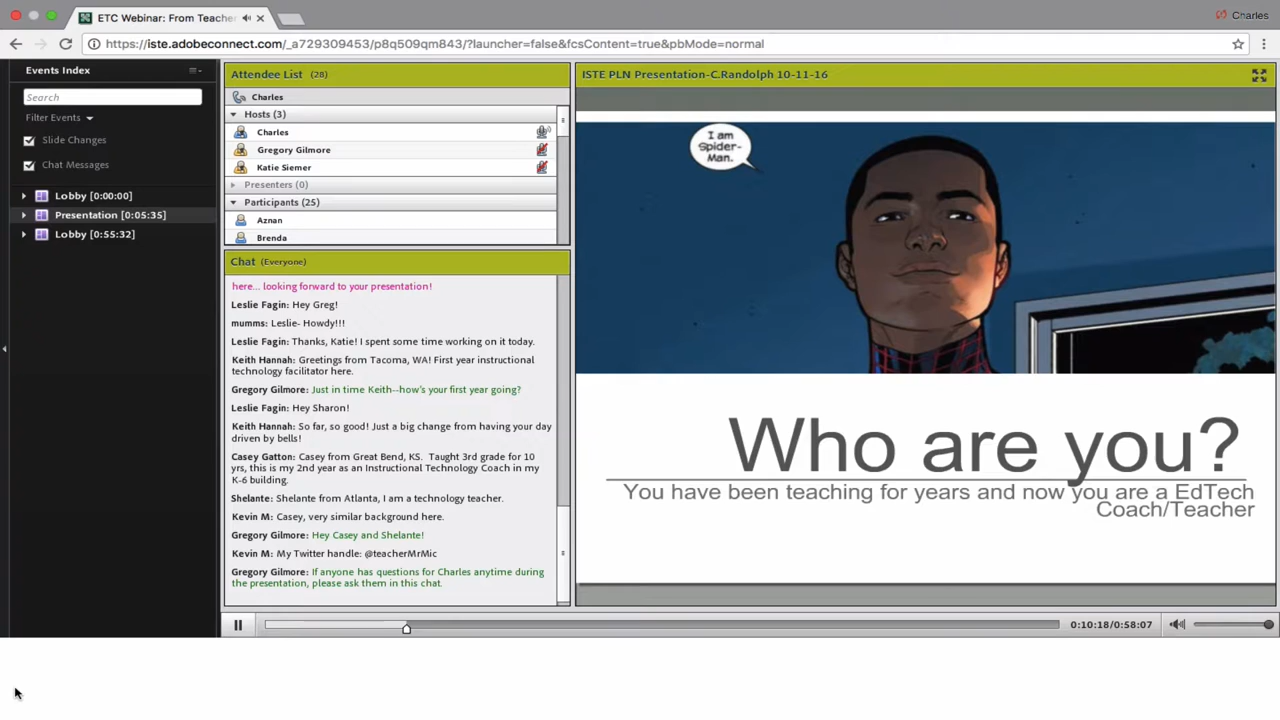 ETC Webinar: From Teacher
Charles
https://iste.adobeconnect.com/_a729309453/p8q509qm843/?launcher=false&fcsContent=true&pbMode=normal
Events Index
Search
Filter Events
Slide Changes
Chat Messages
Lobby [0:00:00]
Presentation [0:05:35]
Lobby [0:55:32]
Attendee List (28)
Charles
Hosts (3)
Charles
Gregory Gilmore
Katie Siemer
Presenters (0)
Participants (25)
Aznan
Brenda
Chat (Everyone)
here... looking forward to your presentation!
Leslie Fagin: Hey Greg!
mumms: Leslie- Howdy!!!
Leslie Fagin: Thanks, Katie! I spent some time working on it today.
Keith Hannah: Greetings from Tacoma, WA! First year instructional
technology facilitator here.
Gregory Gilmore: Just in time Keith--how's your first year going?
Leslie Fagin: Hey Sharon!
Keith Hannah: So far, so good! Just a big change from having your day
driven by bells!
Casey Gatton: Casey from Great Bend, KS. Taught 3rd grade for 10
yrs, this is my 2nd year as an Instructional Technology Coach in my
K-6 building.
Shelante: Shelante from Atlanta, I am a technology teacher.
Kevin M: Casey, very similar background here.
Gregory Gilmore: Hey Casey and Shelante!
Kevin M: My Twitter handle: @teacherMrMic
Gregory Gilmore: If anyone has questions for Charles anytime during
the presentation, please ask them in this chat.
ISTE PLN Presentation-C.Randolph 10-11-16
I am
Spider-
Man.
Who are you?
You have been teaching for years and now you are a EdTech
Coach/Teacher
0:10:18/0:58:07